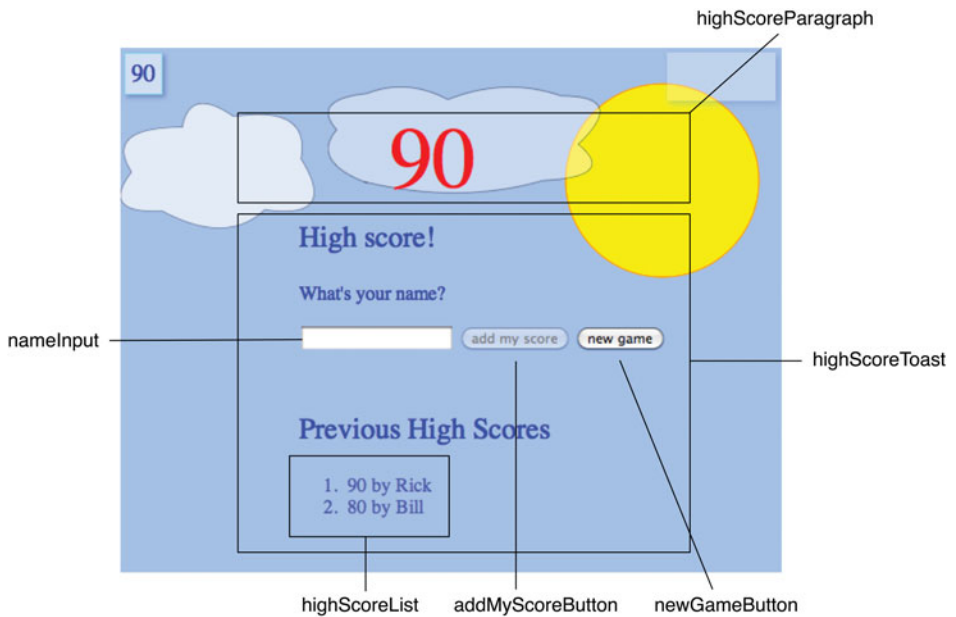 highScoreParagraph
90
90
High score!
What's your name?
nameInput
add my score
new game
highScoreToast
Previous High Scores
1. 90 by Rick
2. 80 by Bill
highScoreList
addMyScoreButton
newGameButton